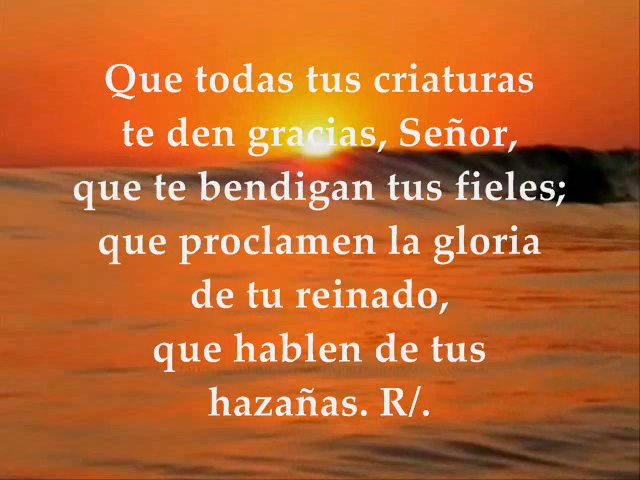 Que todas tus criaturas
te den gracias, Señor,
que te bendigan tus fieles;
que proclamen la gloria
de tu reinado,
que hablen de tus
hazañas. R/.